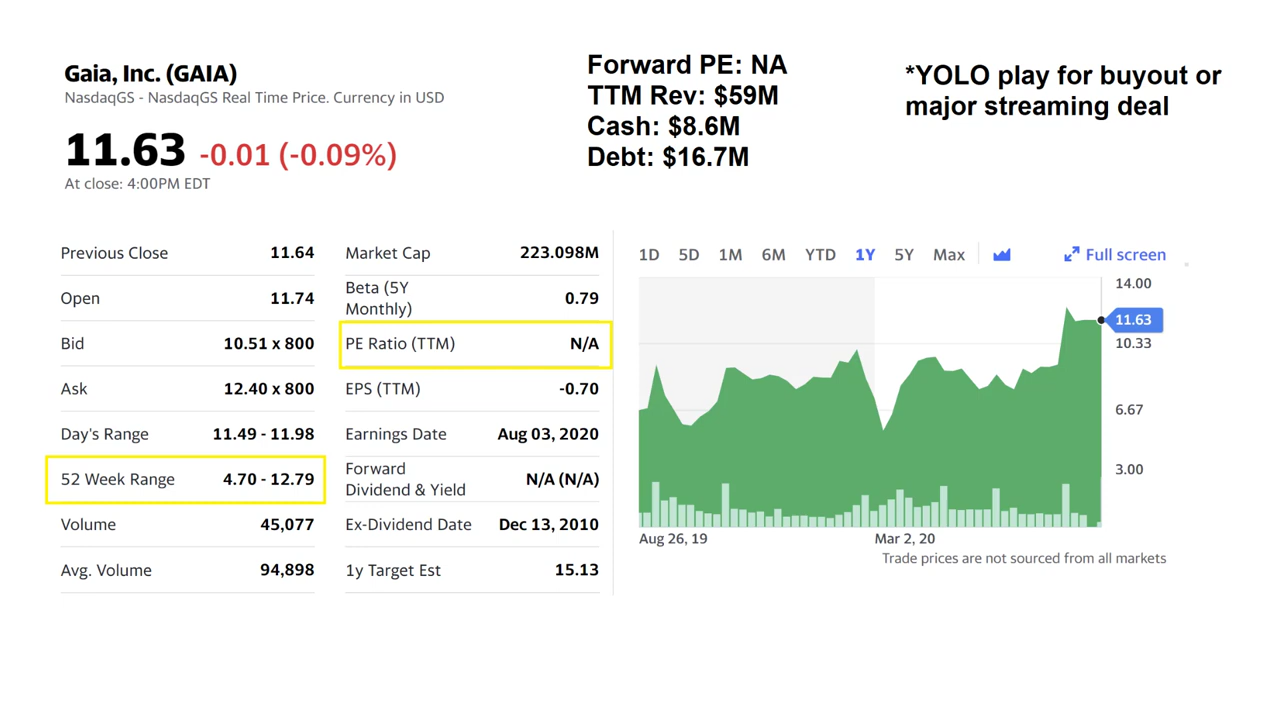 Gaia, Inc. (GAIA)
NasdaqGS - NasdaqGS Real Time Price. Currency in USD
11.63 -0.01 (-0.09%)
At close: 4:00PM EDT
Forward PE: NA
TTM Rev: $59M
Cash: $8.6M
Debt: $16.7M
*YOLO play for buyout or
major streaming deal
Previous Close 11.64
Open 11.74
Bid 10.51 x 800
Ask 12.40 x 800
Day's Range 11.49 - 11.98
52 Week Range 4.70 - 12.79
Volume 45,077
Avg. Volume 94,898
Market Cap 223.098M
Beta (5Y
Monthly) 0.79
PE Ratio (TTM) N/A
EPS (TTM) -0.70
Earnings Date Aug 03, 2020
Forward
Dividend & Yield N/A (N/A)
Ex-Dividend Date Dec 13, 2010
1y Target Est 15.13
1D 5D 1M 6M YTD 1Y 5Y Max Full screen
14.00
11.63
10.33
6.67
3.00
Aug 26, 19 Mar 2, 20
Trade prices are not sourced from all markets